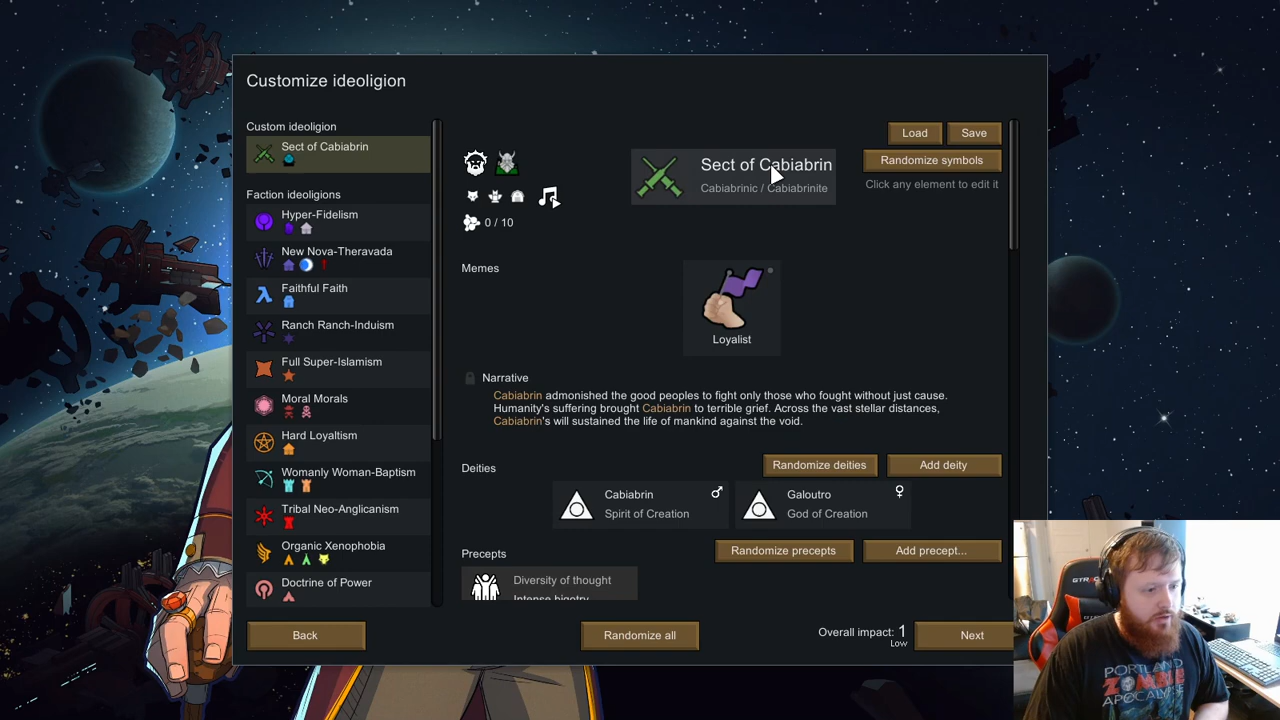 Customize ideoligion
Custom ideoligion
Sect of Cabiabrin
Faction ideoligions
Hyper-Fidelism
New Nova-Theravada
Faithful Faith
Ranch Ranch-Induism
Full Super-Islamism
Moral Morals
Hard Loyaltism
Womanly Woman-Baptism
Tribal Neo-Anglicanism
Organic Xenophobia
Doctrine of Power
Load
Save
Randomize symbols
Click any element to edit it
Sect of Cabiabrin
Cabiabrinic / Cabiabrinite
0 / 10
Memes
Loyalist
Narrative
Cabiabrin admonished the good peoples to fight only those who fought without just cause.
Humanity's suffering brought Cabiabrin to terrible grief. Across the vast stellar distances,
Cabiabrin's will sustained the life of mankind against the void.
Deities
Randomize deities
Add deity
Cabiabrin
Spirit of Creation
Galoutro
God of Creation
Precepts
Randomize precepts
Add precept...
Diversity of thought
Intense bigotry
Back
Randomize all
Overall impact: 1
Low
Next
GTRACING
PORTLAND
ZOMBIE
APOCALYPSE